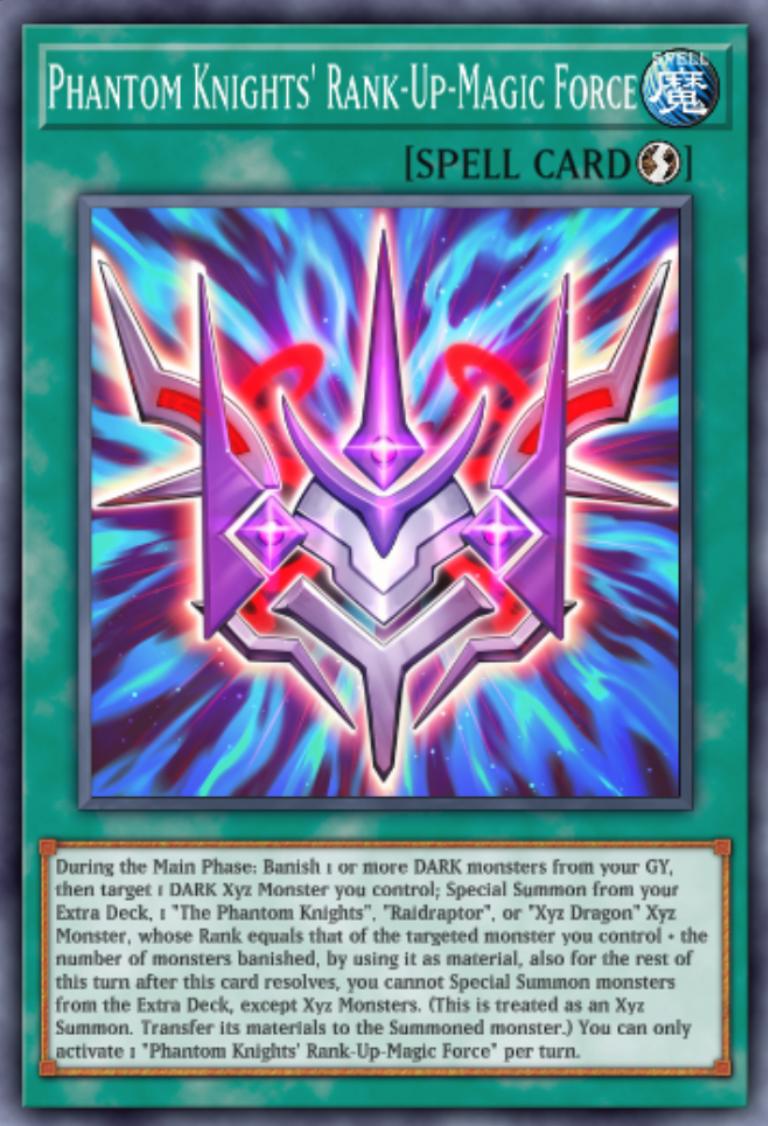 PHANTOM KNIGHTS' RANK-UP-MAGIC FORCE
SPELL
魔
[SPELL CARD]
During the Main Phase: Banish 1 or more DARK monsters from your GY,
then target 1 DARK Xyz Monster you control; Special Summon from your
Extra Deck, 1 "The Phantom Knights", "Raidraptor", or "Xyz Dragon" Xyz
Monster, whose Rank equals that of the targeted monster you control + the
number of monsters banished, by using it as material, also for the rest of
this turn after this card resolves, you cannot Special Summon monsters
from the Extra Deck, except Xyz Monsters. (This is treated as an Xyz
Summon. Transfer its materials to the Summoned monster.) You can only
activate 1 "Phantom Knights' Rank-Up-Magic Force" per turn.